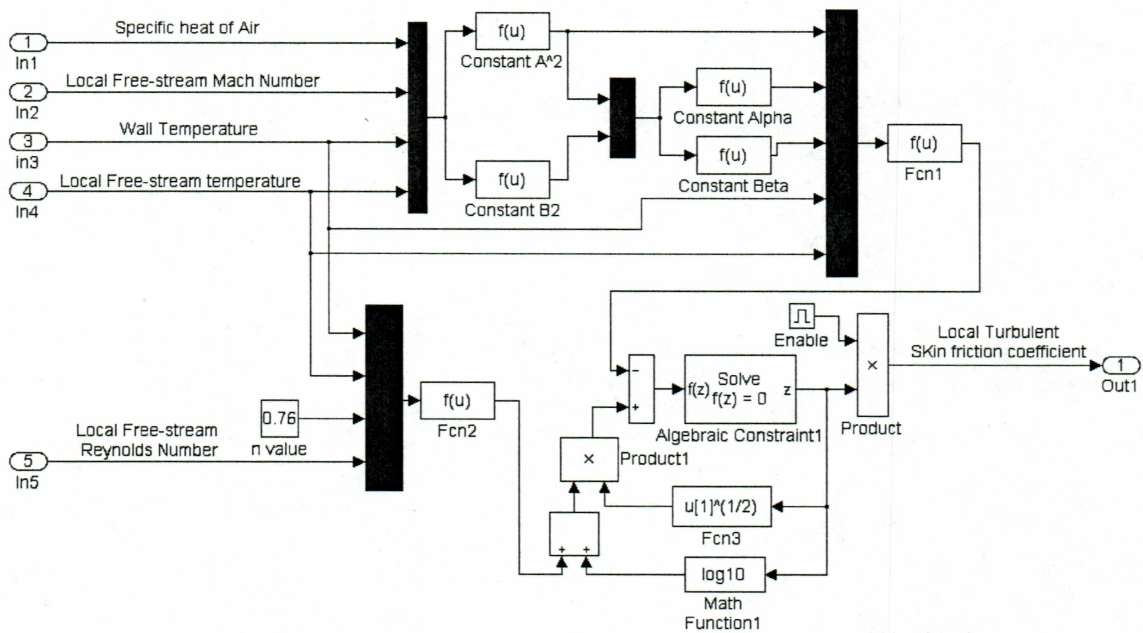 Specific heat of Air
1
In1
Local Free-stream Mach Number
2
In2
Wall Temperature
3
in3
Local Free-stream temperature
4
In4
f(u)
Constant A^2
f(u)
Constant B2
f(u)
Constant Alpha
f(u)
Constant Beta
f(u)
Fcn1
Local Free-stream
Reynolds Number
5
In5
0.76
n value
f(u)
Fcn2
Enable
−
+
f(z)
Solve
f(z) = 0
z
Algebraic Constraint1
×
Product
Local Turbulent
SKin friction coefficient
1
Out1
×
Product1
+ +
u[1]^(1/2)
Fcn3
log10
Math
Function1